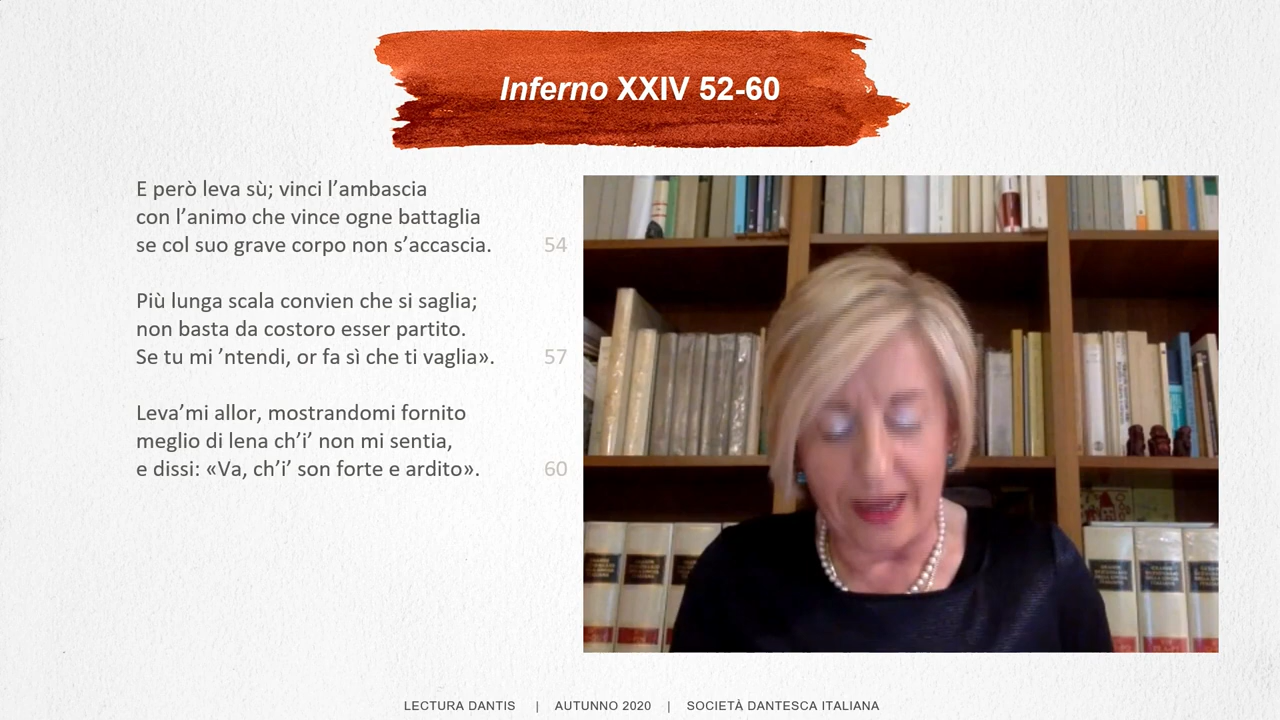 Inferno XXIV 52-60
E però leva sù; vinci l’ambascia
con l’animo che vince ogne battaglia
se col suo grave corpo non s’accascia. 54
Più lunga scala convien che si saglia;
non basta da costoro esser partito.
Se tu mi ’ntendi, or fa sì che ti vaglia». 57
Leva’mi allor, mostrandomi fornito
meglio di lena ch’i’ non mi sentia,
e dissi: «Va, ch’i’ son forte e ardito». 60
LECTURA DANTIS | AUTUNNO 2020 | SOCIETÀ DANTESCA ITALIANA